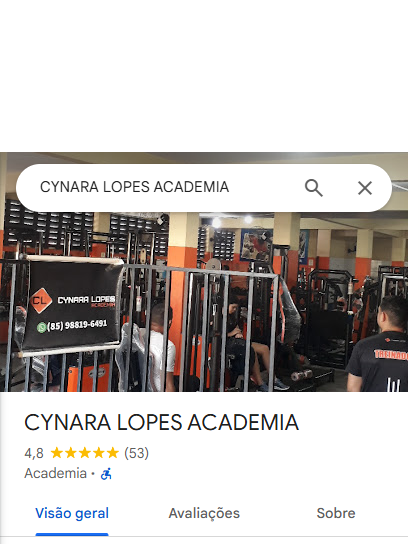 CYNARA LOPES ACADEMIA
CL CYNARA LOPES
ACADEMIA
(85) 98819-6491
TREINADOR
CYNARA LOPES ACADEMIA
4,8 (53)
Academia •
Visão geral Avaliações Sobre